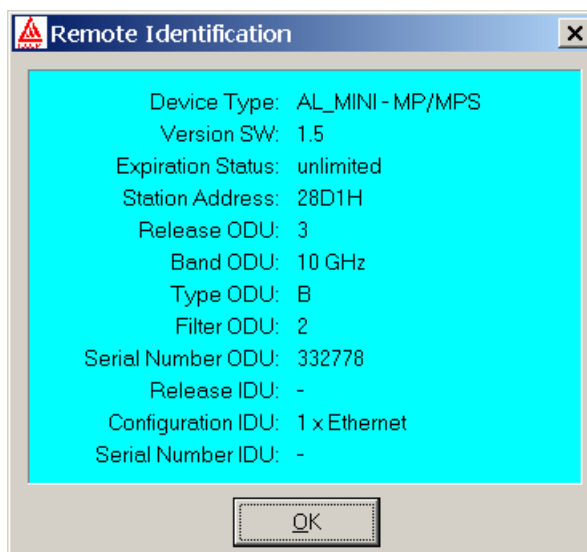 Remote Identification
Device Type: AL_MINI - MP/MPS
Version SW: 1.5
Expiration Status: unlimited
Station Address: 28D1H
Release ODU: 3
Band ODU: 10 GHz
Type ODU: B
Filter ODU: 2
Serial Number ODU: 332778
Release IDU: -
Configuration IDU: 1 x Ethernet
Serial Number IDU: -
OK